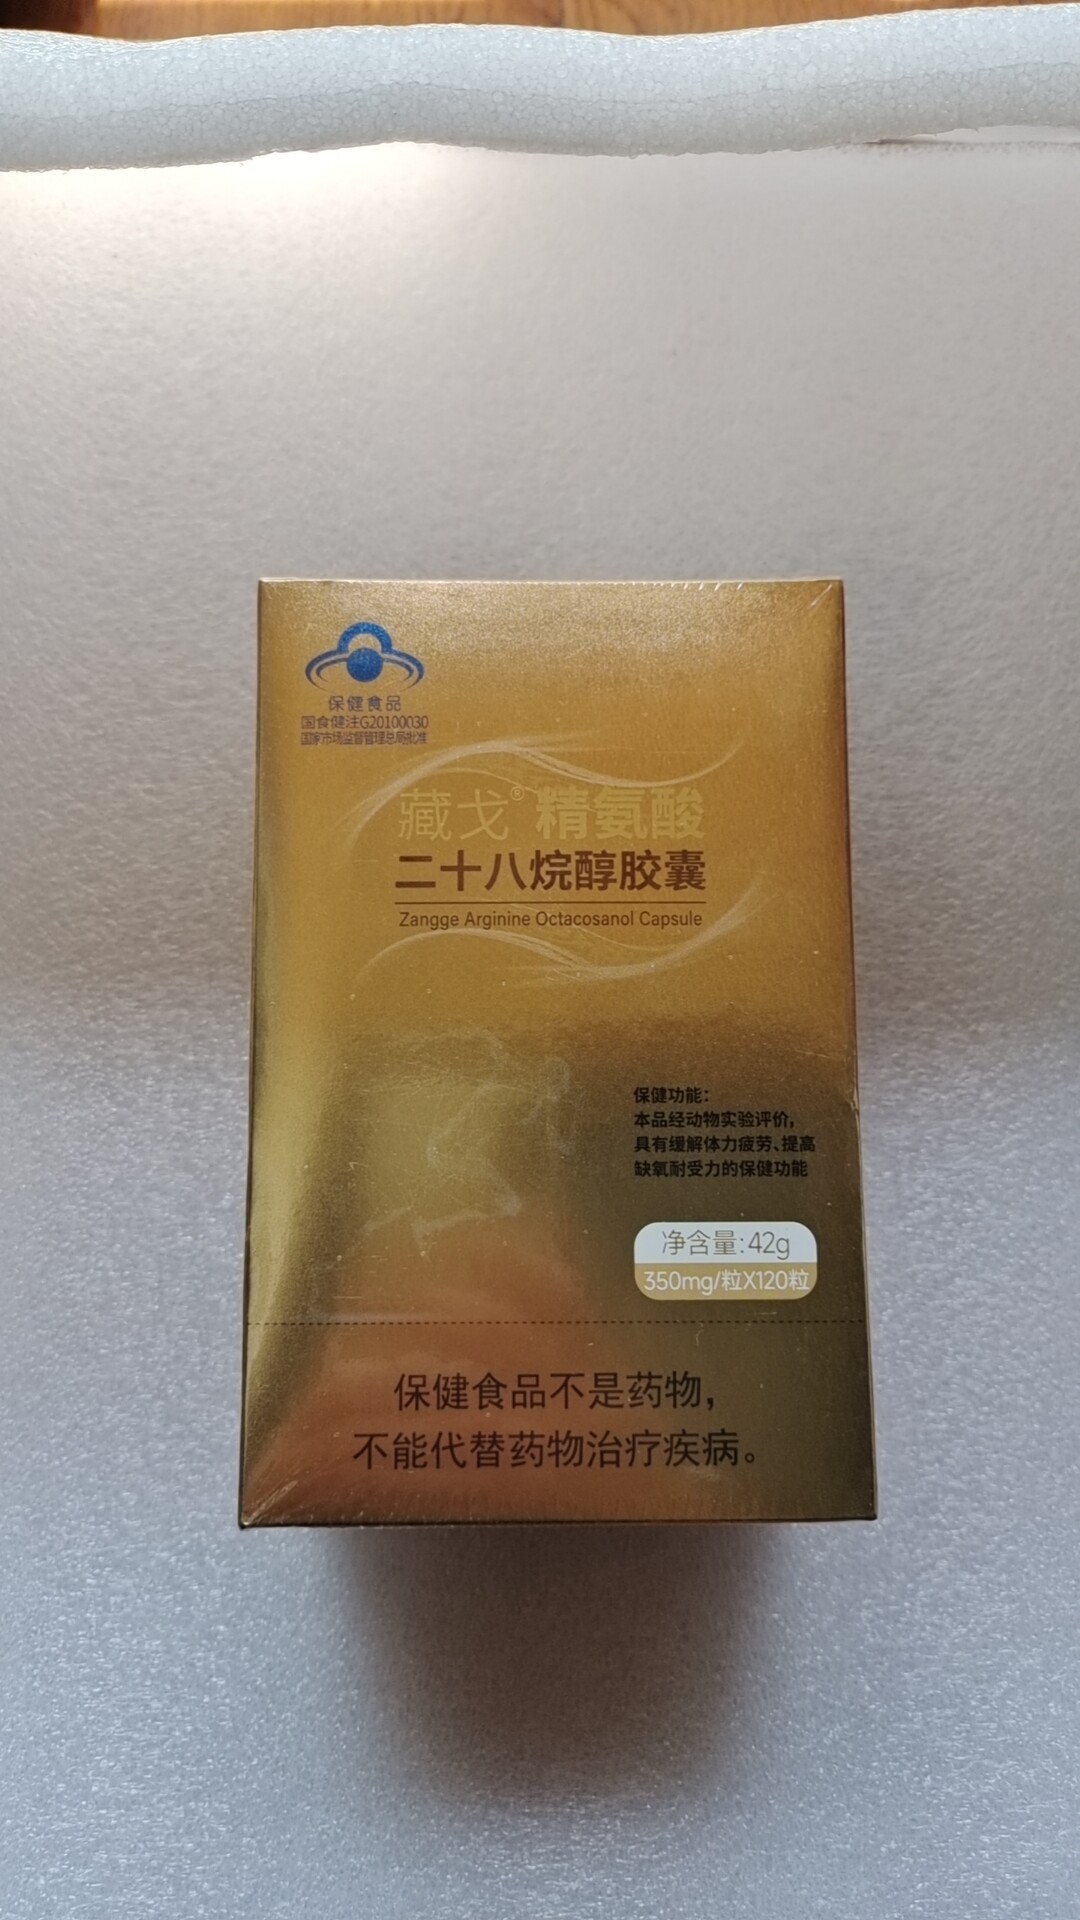 保健食品
国食健注G20100030
国家市场监督管理总局批准
藏戈® 精氨酸
二十八烷醇胶囊
Zangge Arginine Octacosanol Capsule
保健功能：
本品经动物实验评价，
具有缓解体力疲劳、提高
缺氧耐受力的保健功能
净含量:42g
350mg/粒X120粒
保健食品不是药物，
不能代替药物治疗疾病。